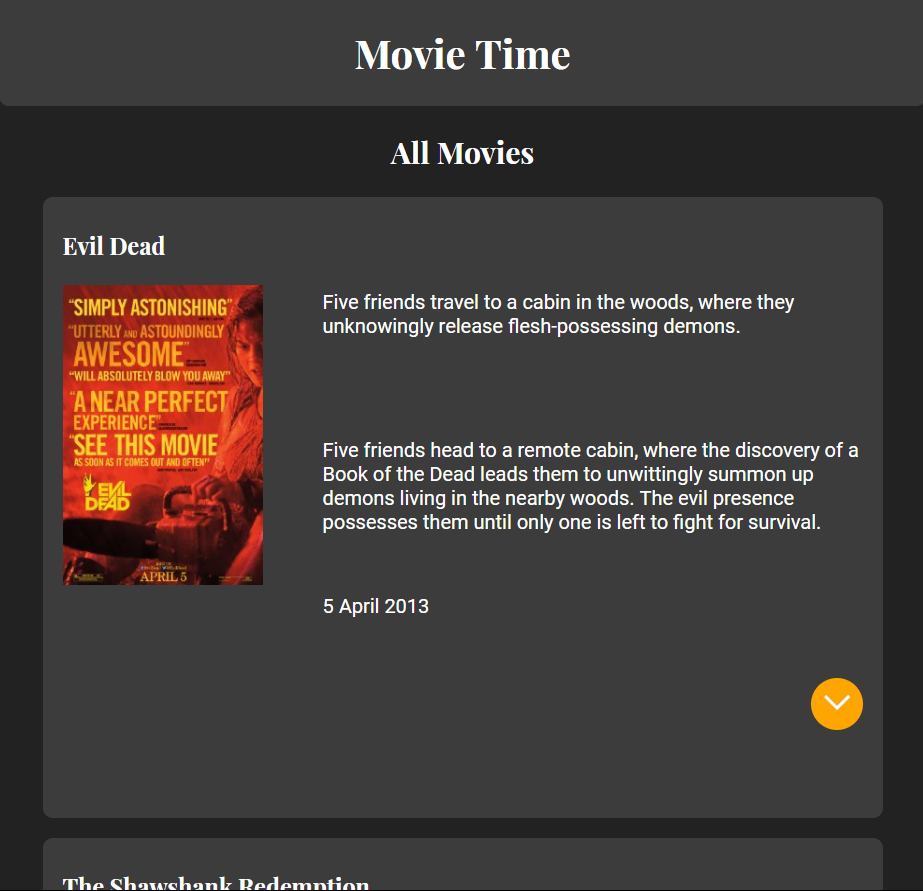 Movie Time
All Movies
Evil Dead
"SIMPLY ASTONISHING"
"UTTERLY AND ASTOUNDINGLY
AWESOME"
"WILL ABSOLUTELY BLOW YOU AWAY"
"A NEAR PERFECT
EXPERIENCE"
"SEE THIS MOVIE
AS SOON AS IT COMES OUT AND OFTEN"
EVIL
DEAD
APRIL 5
Five friends travel to a cabin in the woods, where they
unknowingly release flesh-possessing demons.
Five friends head to a remote cabin, where the discovery of a
Book of the Dead leads them to unwittingly summon up
demons living in the nearby woods. The evil presence
possesses them until only one is left to fight for survival.
5 April 2013
The Shawshank Redemption